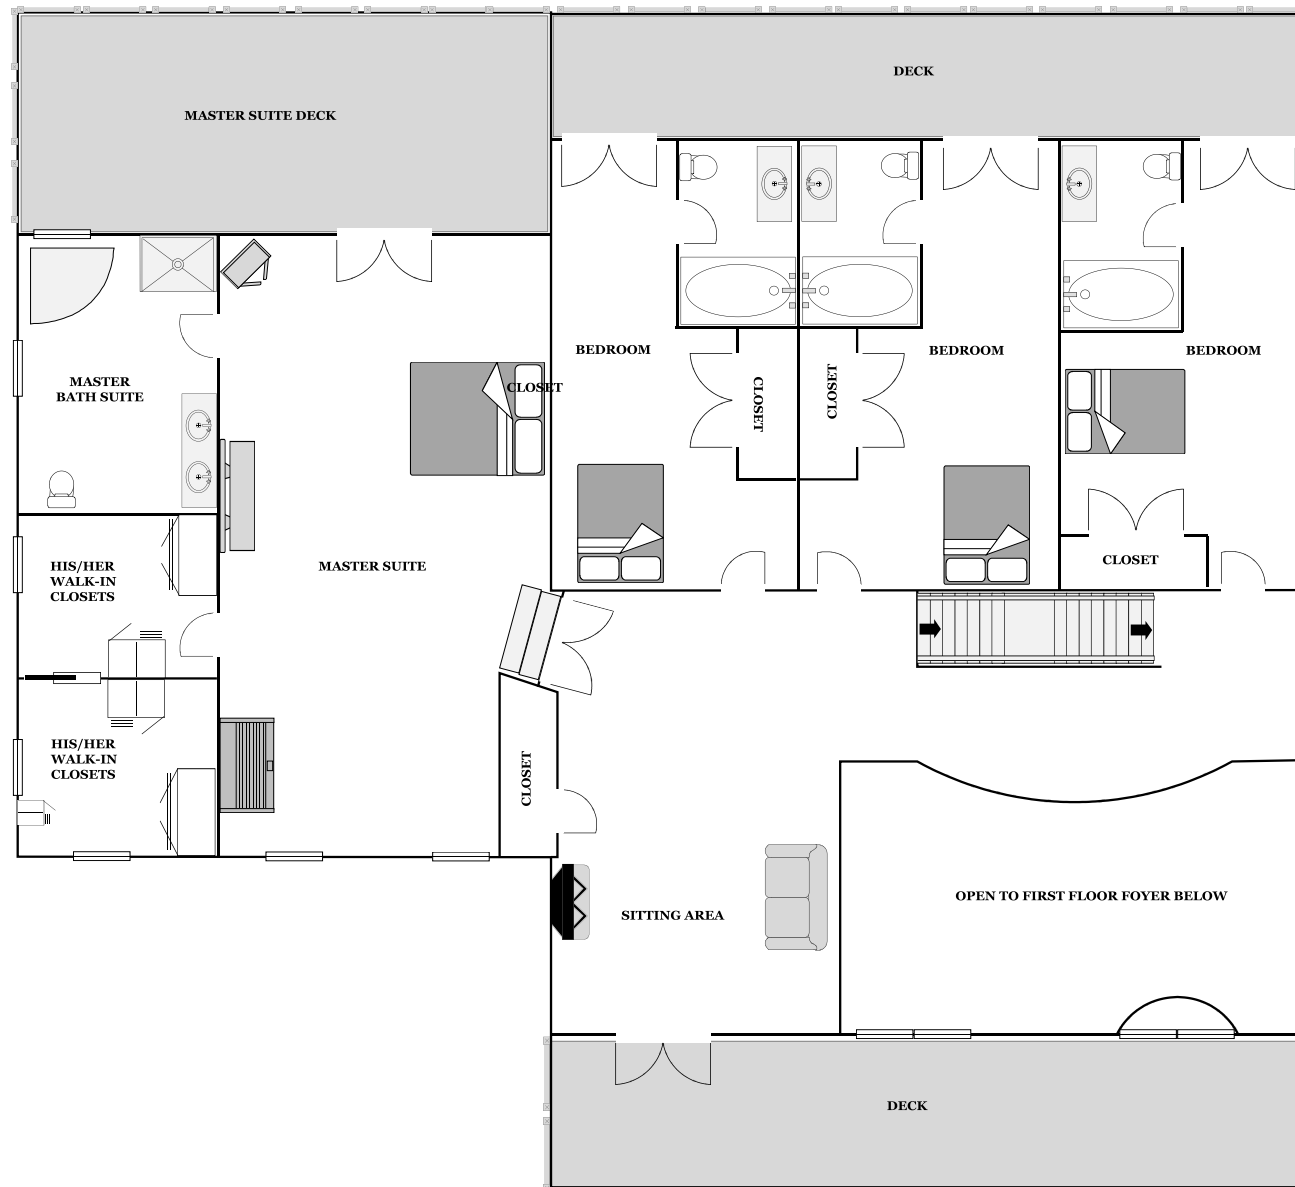 DECK
MASTER SUITE DECK
BEDROOM
BEDROOM
BEDROOM
MASTER
BATH SUITE
CLOSET
CLOSET
CLOSET
HIS/HER
WALK-IN
CLOSETS
MASTER SUITE
CLOSET
HIS/HER
WALK-IN
CLOSETS
CLOSET
SITTING AREA
OPEN TO FIRST FLOOR FOYER BELOW
DECK